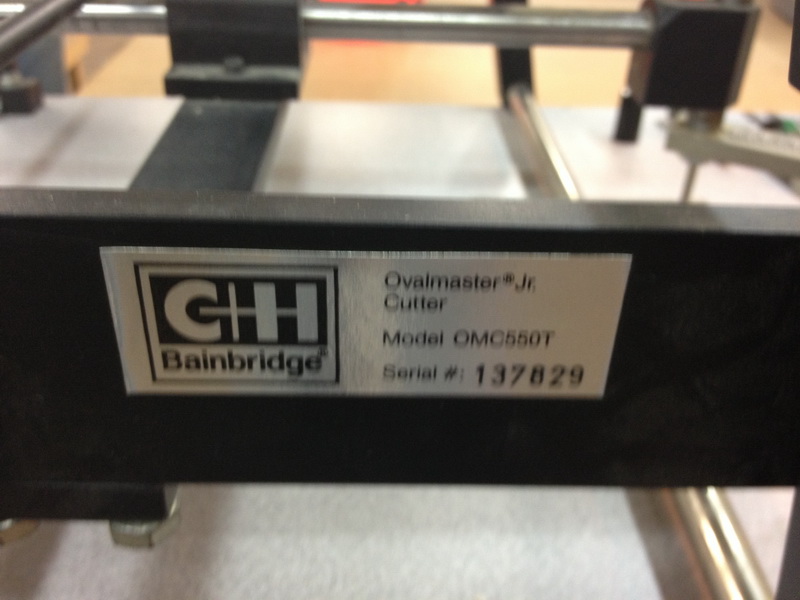 C+H
Bainbridge®
Ovalmaster® Jr.
Cutter
Model OMC550T
Serial #: 137829